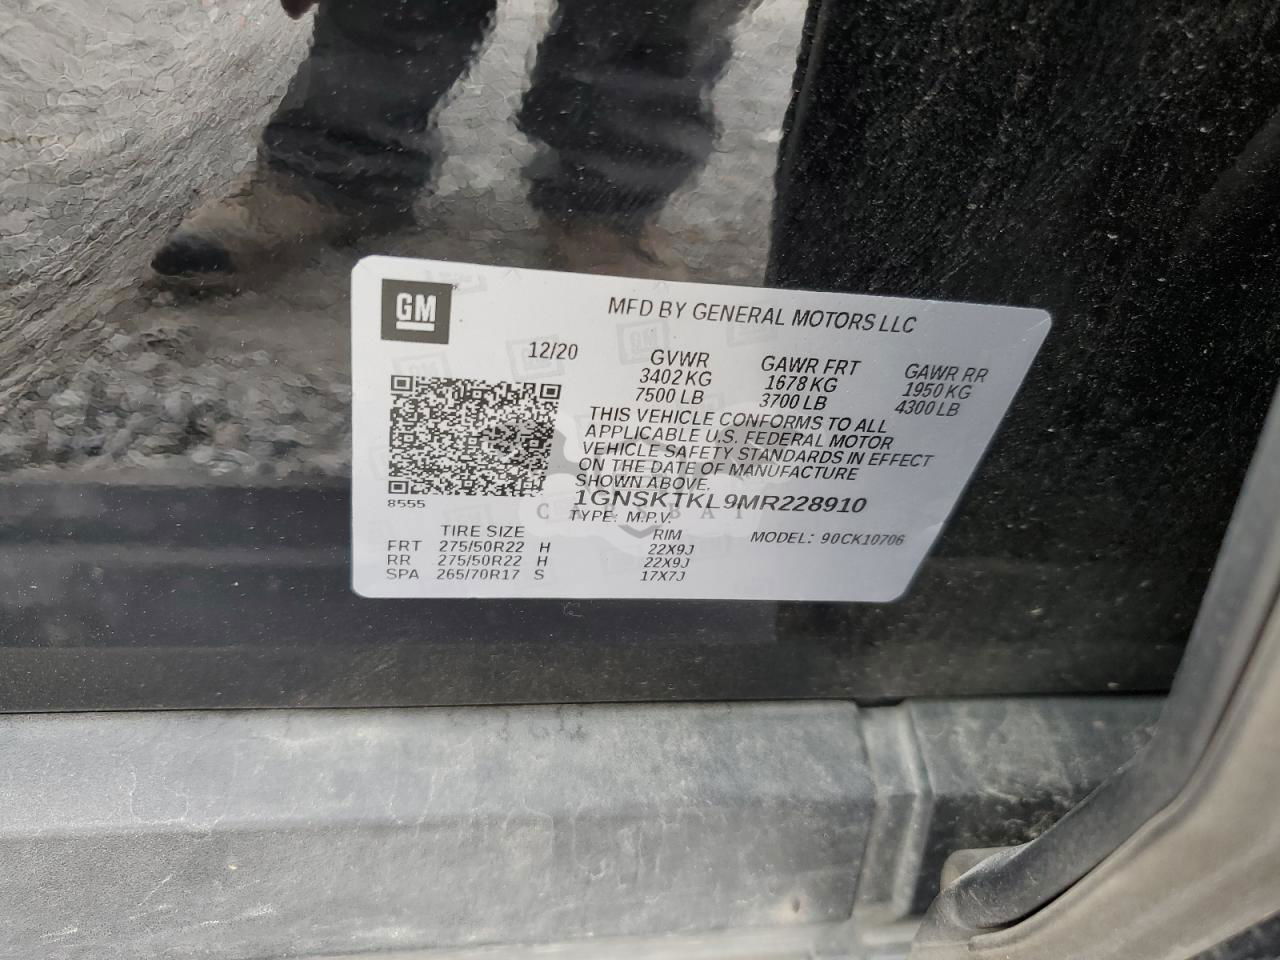 GM
MFD BY GENERAL MOTORS LLC
12/20
GVWR GAWR FRT GAWR RR
3402 KG 1678 KG 1950 KG
7500 LB 3700 LB 4300 LB
THIS VEHICLE CONFORMS TO ALL
APPLICABLE U.S. FEDERAL MOTOR
VEHICLE SAFETY STANDARDS IN EFFECT
ON THE DATE OF MANUFACTURE
SHOWN ABOVE.
8555
1GNSKTKL9MR228910
TYPE: M.P.V.
TIRE SIZE RIM MODEL: 90CK10706
FRT 275/50R22 H 22X9J
RR 275/50R22 H 22X9J
SPA 265/70R17 S 17X7J